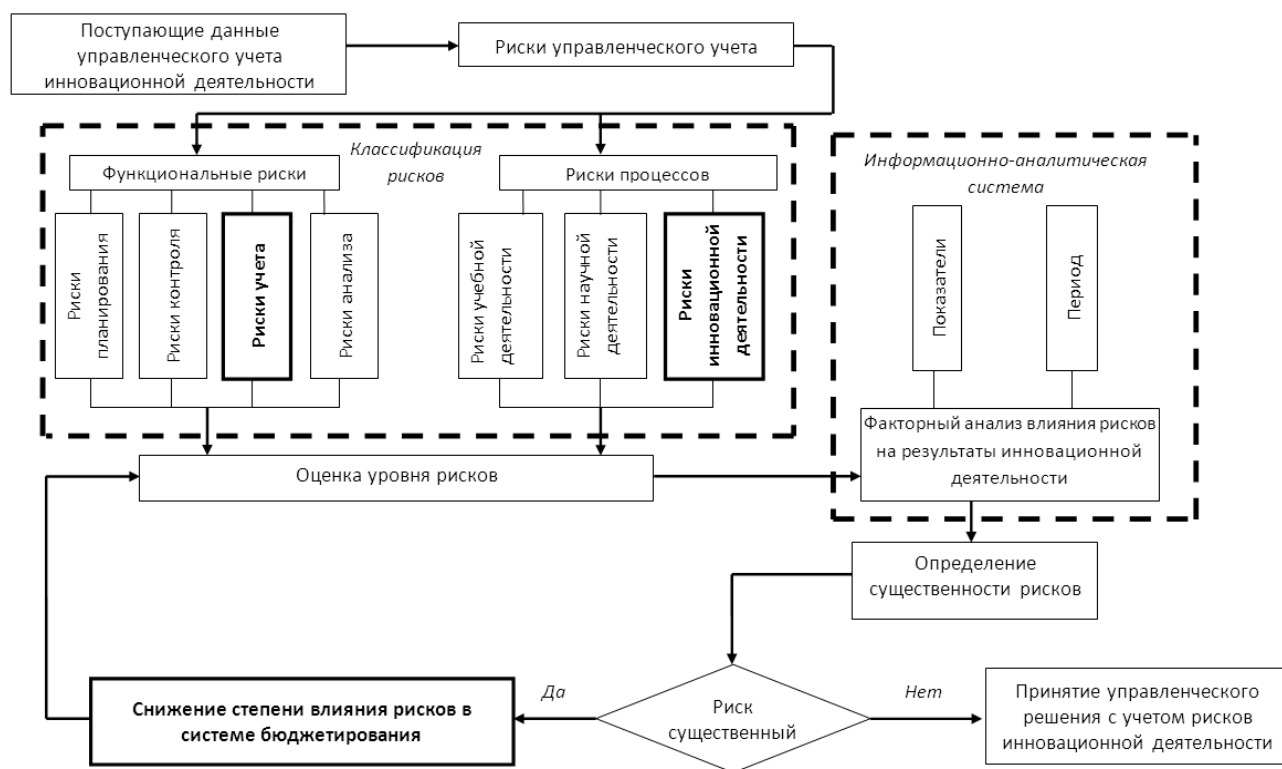 Поступающие данные
управленческого учета
инновационной деятельности
Риски управленческого учета
Классификация
рисков
Функциональные риски
Риски процессов
Риски
планирования
Риски контроля
Риски учета
Риски анализа
Риски учебной
деятельности
Риски научной
деятельности
Риски
инновационной
деятельности
Информационно-аналитическая
система
Показатели
Период
Факторный анализ влияния рисков
на результаты инновационной
деятельности
Оценка уровня рисков
Определение
существенности рисков
Риск
существенный
Да
Нет
Снижение степени влияния рисков в
системе бюджетирования
Принятие управленческого
решения с учетом рисков
инновационной деятельности